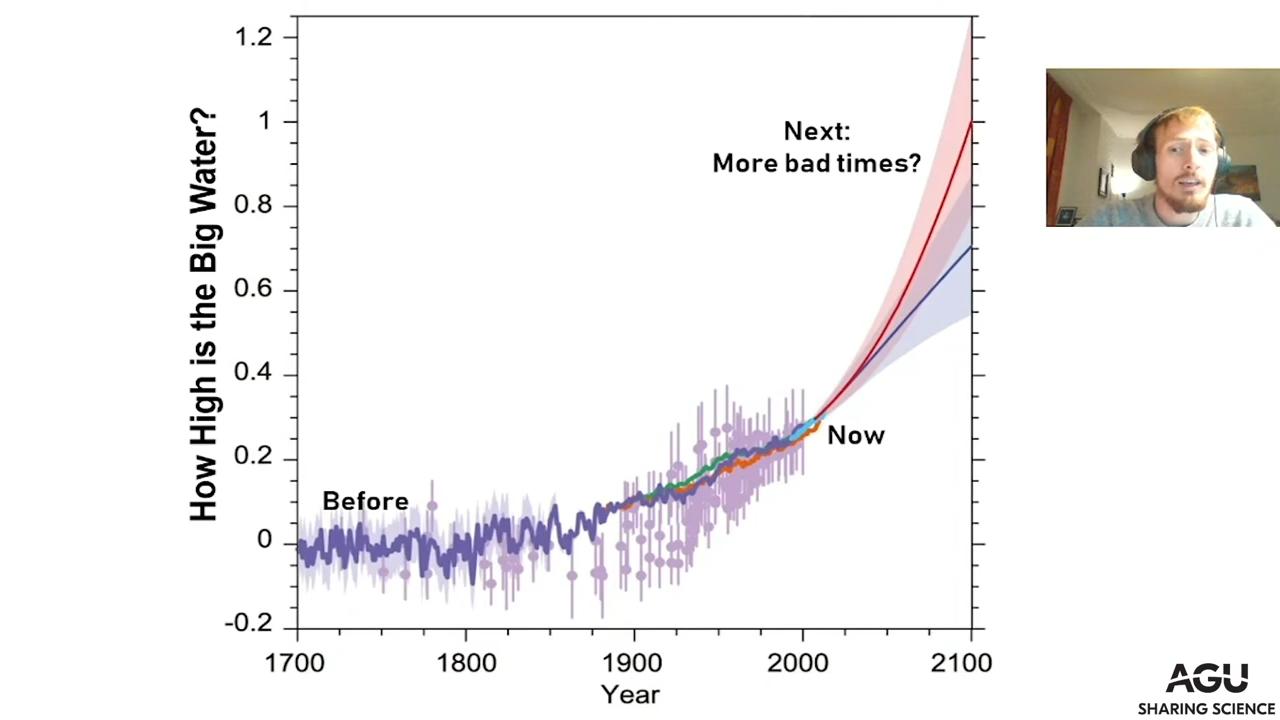 How High is the Big Water?
1.2
1
0.8
0.6
0.4
0.2
0
-0.2
Next:
More bad times?
Now
Before
1700
1800
1900
2000
2100
Year
AGU
SHARING SCIENCE